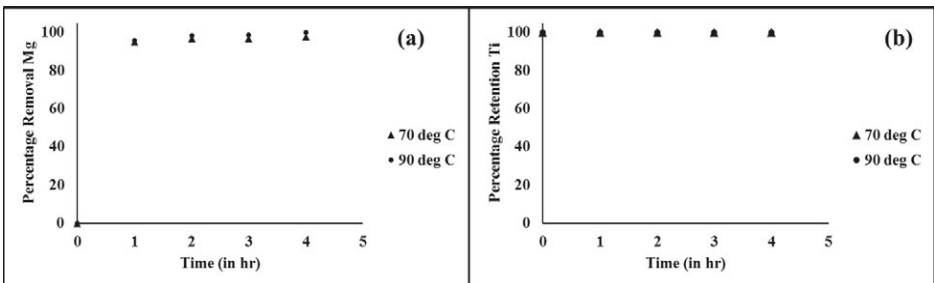 (a)
Percentage Removal Mg
100
80
60
40
20
0
0 1 2 3 4 5
Time (in hr)
70 deg C
90 deg C
(b)
Percentage Retention Ti
100
80
60
40
20
0
0 1 2 3 4 5
Time (in hr)
70 deg C
90 deg C